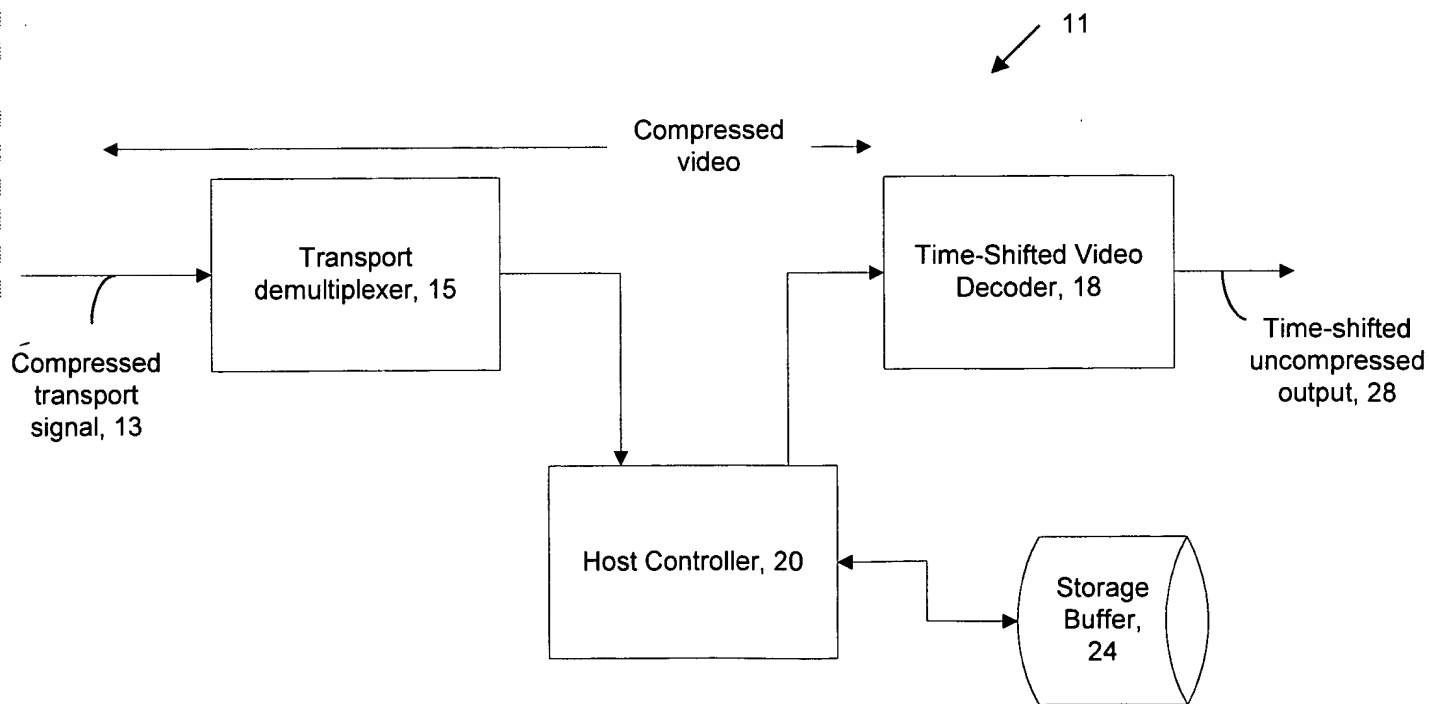 11
Compressed
video
Transport
demultiplexer, 15
Time-Shifted Video
Decoder, 18
Compressed
transport
signal, 13
Time-shifted
uncompressed
output, 28
Host Controller, 20
Storage
Buffer,
24